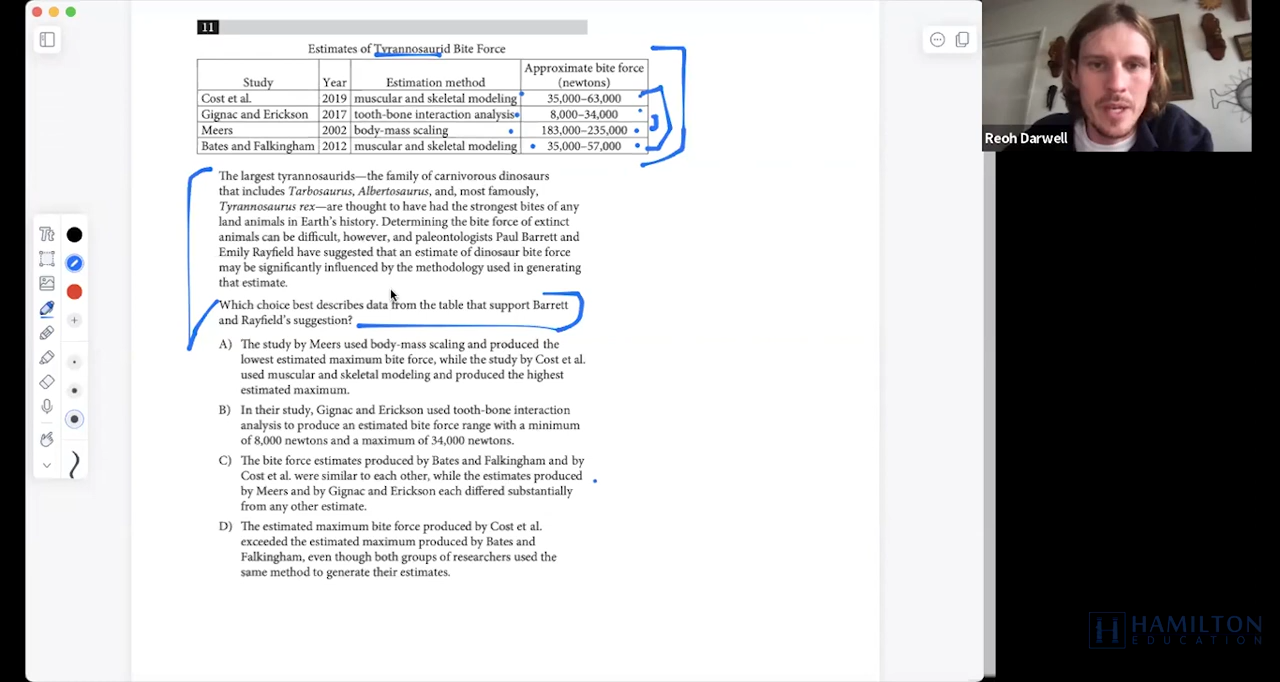 11
Estimates of Tyrannosaurid Bite Force
Study Year Estimation method Approximate bite force (newtons)
Cost et al. 2019 muscular and skeletal modeling 35,000–63,000
Gignac and Erickson 2017 tooth-bone interaction analysis 8,000–34,000
Meers 2002 body-mass scaling 183,000–235,000
Bates and Falkingham 2012 muscular and skeletal modeling 35,000–57,000
The largest tyrannosaurids—the family of carnivorous dinosaurs
that includes Tarbosaurus, Albertosaurus, and, most famously,
Tyrannosaurus rex—are thought to have had the strongest bites of any
land animals in Earth's history. Determining the bite force of extinct
animals can be difficult, however, and paleontologists Paul Barrett and
Emily Rayfield have suggested that an estimate of dinosaur bite force
may be significantly influenced by the methodology used in generating
that estimate.
Which choice best describes data from the table that support Barrett
and Rayfield's suggestion?
A) The study by Meers used body-mass scaling and produced the
lowest estimated maximum bite force, while the study by Cost et al.
used muscular and skeletal modeling and produced the highest
estimated maximum.
B) In their study, Gignac and Erickson used tooth-bone interaction
analysis to produce an estimated bite force range with a minimum
of 8,000 newtons and a maximum of 34,000 newtons.
C) The bite force estimates produced by Bates and Falkingham and by
Cost et al. were similar to each other, while the estimates produced
by Meers and by Gignac and Erickson each differed substantially
from any other estimate.
D) The estimated maximum bite force produced by Cost et al.
exceeded the estimated maximum produced by Bates and
Falkingham, even though both groups of researchers used the
same method to generate their estimates.
Tt
Reoh Darwell
HAMILTON
EDUCATION